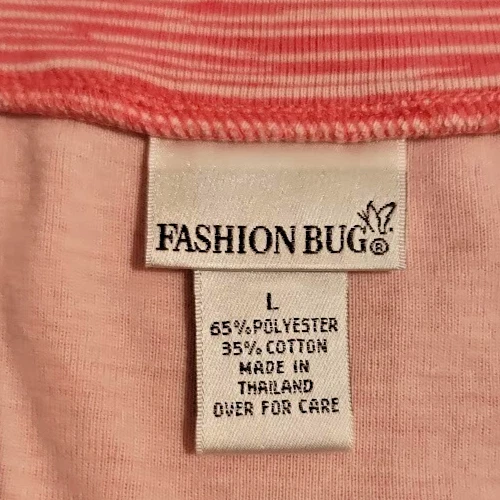 FASHION BUG®
L
65% POLYESTER
35% COTTON
MADE IN
THAILAND
OVER FOR CARE